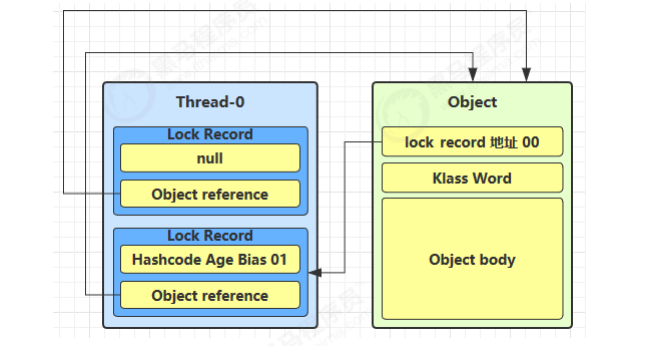 Thread-0
Lock Record
null
Object reference
Lock Record
Hashcode Age Bias 01
Object reference
Object
lock record 地址 00
Klass Word
Object body